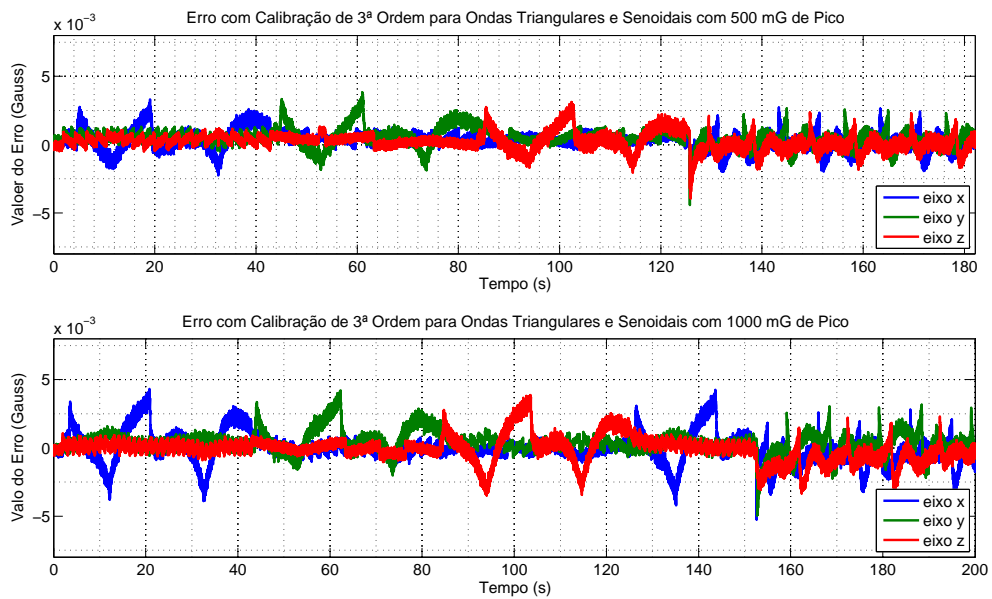 Erro com Calibração de 3ª Ordem para Ondas Triangulares e Senoidais com 500 mG de Pico
x 10⁻³
5
0
−5
Valoer do Erro (Gauss)
eixo x
eixo y
eixo z
0 20 40 60 80 100 120 140 160 180
Tempo (s)
Erro com Calibração de 3ª Ordem para Ondas Triangulares e Senoidais com 1000 mG de Pico
x 10⁻³
5
0
−5
Valo do Erro (Gauss)
eixo x
eixo y
eixo z
0 20 40 60 80 100 120 140 160 180 200
Tempo (s)